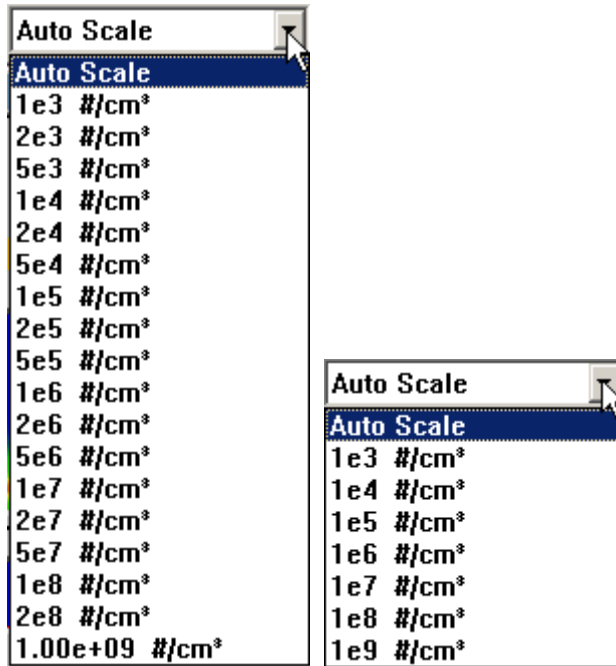 Auto Scale
Auto Scale
1e3 #/cm³
2e3 #/cm³
5e3 #/cm³
1e4 #/cm³
2e4 #/cm³
5e4 #/cm³
1e5 #/cm³
2e5 #/cm³
5e5 #/cm³
1e6 #/cm³
2e6 #/cm³
5e6 #/cm³
1e7 #/cm³
2e7 #/cm³
5e7 #/cm³
1e8 #/cm³
2e8 #/cm³
1.00e+09 #/cm³
Auto Scale
Auto Scale
1e3 #/cm³
1e4 #/cm³
1e5 #/cm³
1e6 #/cm³
1e7 #/cm³
1e8 #/cm³
1e9 #/cm³